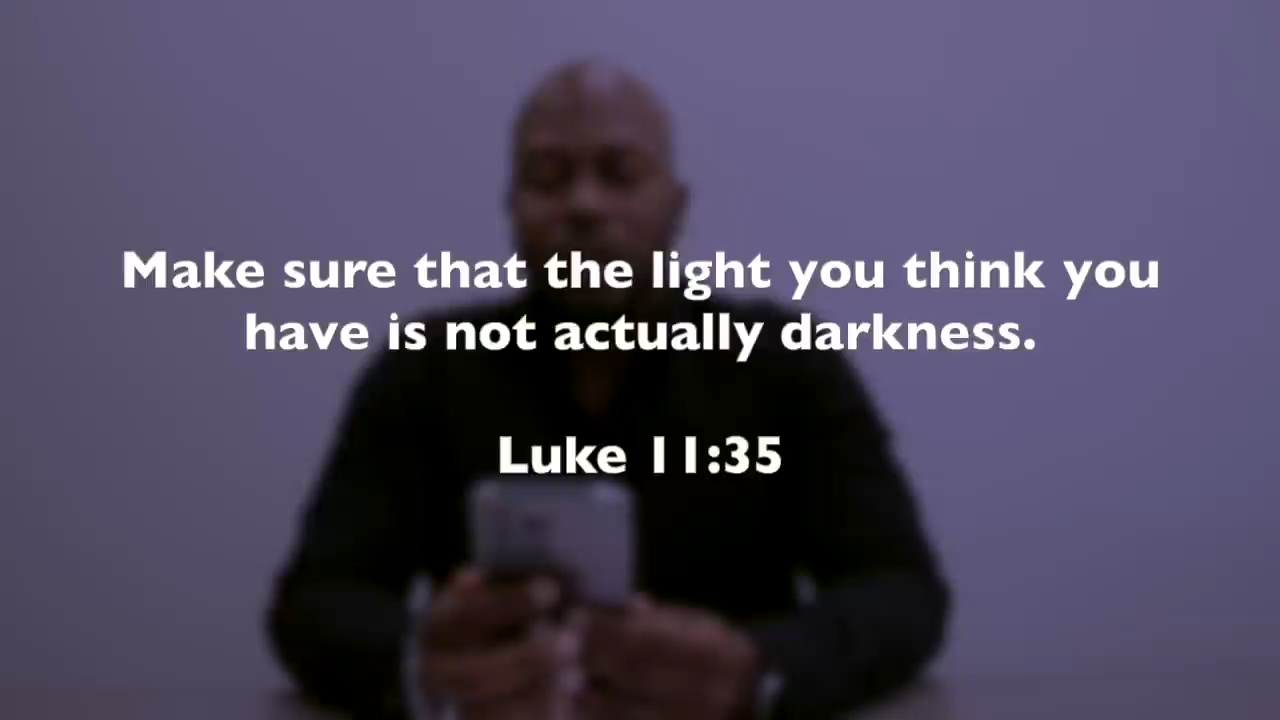 Make sure that the light you think you
have is not actually darkness.
Luke 11:35